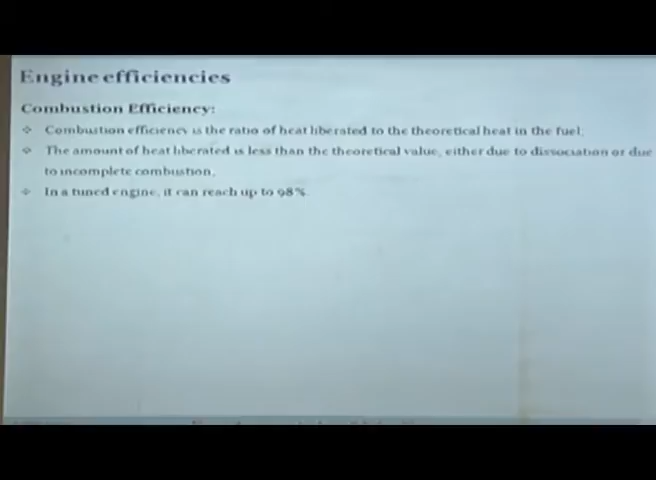 Engine efficiencies
Combustion Efficiency:
Combustion efficiency is the ratio of heat liberated to the theoretical heat in the fuel.
The amount of heat liberated is less than the theoretical value, either due to dissociation or due
to incomplete combustion.
In a tuned engine, it can reach up to 98%